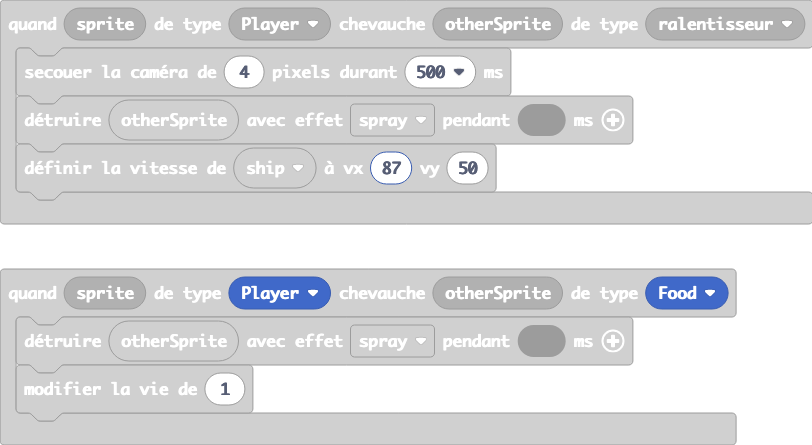 quand sprite de type Player chevauche otherSprite de type ralentisseur
secouer la caméra de 4 pixels durant 500 ms
détruire otherSprite avec effet spray pendant ms
définir la vitesse de ship à vx 87 vy 50
quand sprite de type Player chevauche otherSprite de type Food
détruire otherSprite avec effet spray pendant ms
modifier la vie de 1